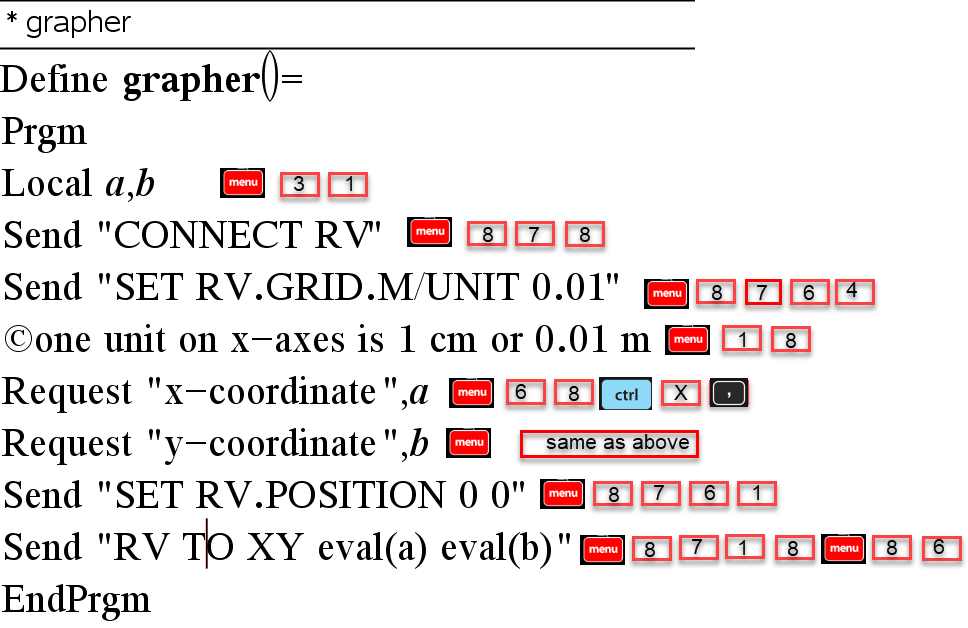 * grapher
Define grapher()=
Prgm
Local a,b menu 3 1
Send "CONNECT RV" menu 8 7 8
Send "SET RV.GRID.M/UNIT 0.01" menu 8 7 6 4
©one unit on x−axes is 1 cm or 0.01 m menu 1 8
Request "x−coordinate",a menu 6 8 ctrl X ,
Request "y−coordinate",b menu same as above
Send "SET RV.POSITION 0 0" menu 8 7 6 1
Send "RV TO XY eval(a) eval(b)" menu 8 7 1 8 menu 8 6
EndPrgm